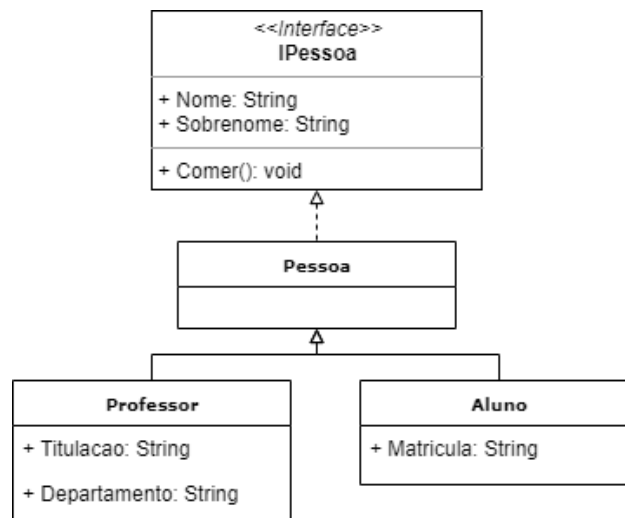 <<Interface>>
IPessoa
+ Nome: String
+ Sobrenome: String
+ Comer(): void
Pessoa
Professor
+ Titulacao: String
+ Departamento: String
Aluno
+ Matricula: String